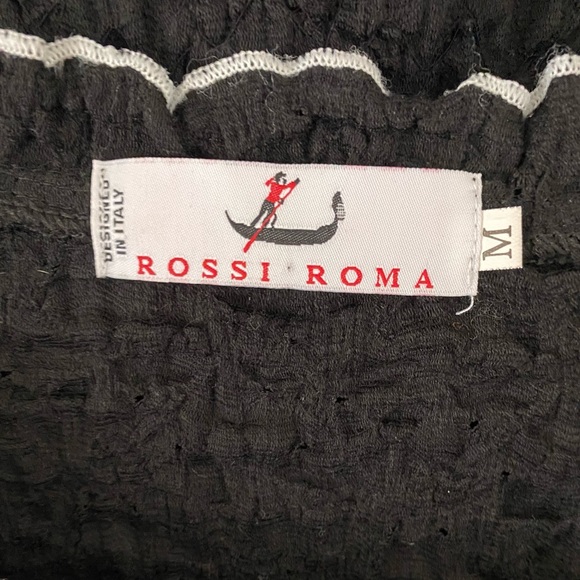 DESIGNED
IN ITALY
ROSSI ROMA
M